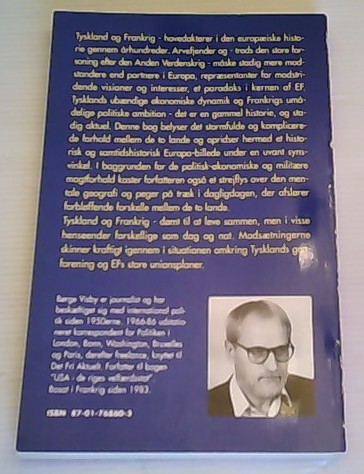 Tyskland og Frankrig - hovedaktører i den europæiske histo-
rie gennem århundreder. Arvefjender og - trods den store for-
soning efter den Anden Verdenskrig - måske stadig mere mod-
standere end partnere i Europa, repræsentanter for modstri-
dende visioner og interesser, et paradoks i kernen af EF.
Tysklands ubændige økonomiske dynamik og Frankrigs umå-
delige politiske ambition - det er en gammel historie, og sta-
dig aktuel. Denne bog belyser det stormfulde og komplicere-
de forhold mellem de to lande og opridser hermed et histo-
risk og samtidshistorisk Europa-billede under en uvant syns-
vinkel. I baggrunden for de politisk-økonomiske og militære
magtforhold kaster forfatteren også et strejflys over den men-
tale geografi og peger på træk i dagligdagen, der afslører
forbløffende forskelle mellem de to lande.
Tyskland og Frankrig - dømt til at leve sammen, men i visse
henseender forskellige som dag og nat. Modsætningerne
skinner kraftigt igennem i situationen omkring Tysklands gen-
forening og EFs store unionsplaner.
Børge Visby er journalist og har
beskæftiget sig med international poli-
tik siden 1950erne. 1966-86 udstatio-
neret korrespondent for Politiken i
London, Bonn, Washington, Bruxelles
og Paris, derefter freelance, knyttet til
Det Fri Aktuelt. Forfatter til bogen
"USA - de riges velfærdsstat".
Bosat i Frankrig siden 1983.
ISBN 87-01-76860-3